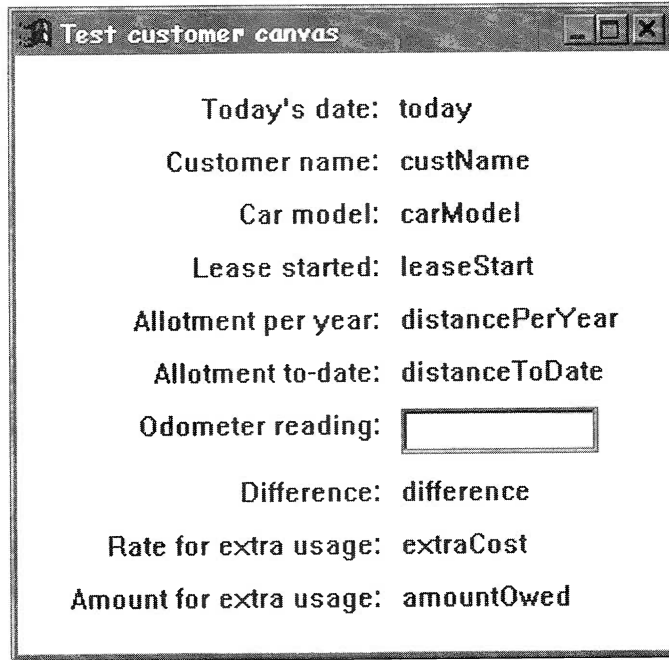 Test customer canvas
Today's date: today
Customer name: custName
Car model: carModel
Lease started: leaseStart
Allotment per year: distancePerYear
Allotment to-date: distanceToDate
Odometer reading:
Difference: difference
Rate for extra usage: extraCost
Amount for extra usage: amountOwed